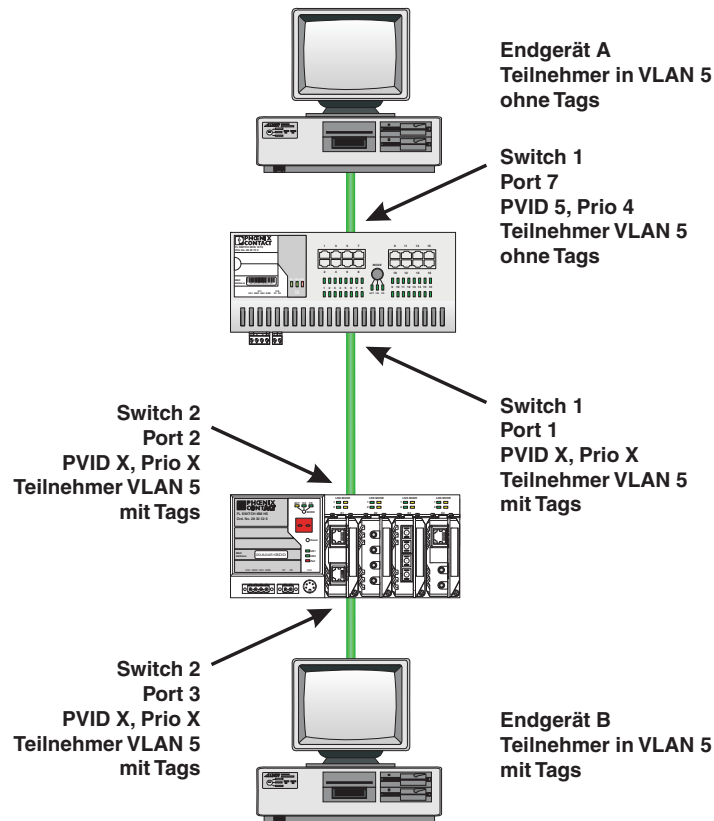 Endgerät A
Teilnehmer in VLAN 5
ohne Tags
Switch 1
Port 7
PVID 5, Prio 4
Teilnehmer VLAN 5
ohne Tags
PHŒNIX
CONTACT
Switch 1
Port 1
PVID X, Prio X
Teilnehmer VLAN 5
mit Tags
Switch 2
Port 2
PVID X, Prio X
Teilnehmer VLAN 5
mit Tags
PHŒNIX
Switch 2
Port 3
PVID X, Prio X
Teilnehmer VLAN 5
mit Tags
Endgerät B
Teilnehmer in VLAN 5
mit Tags